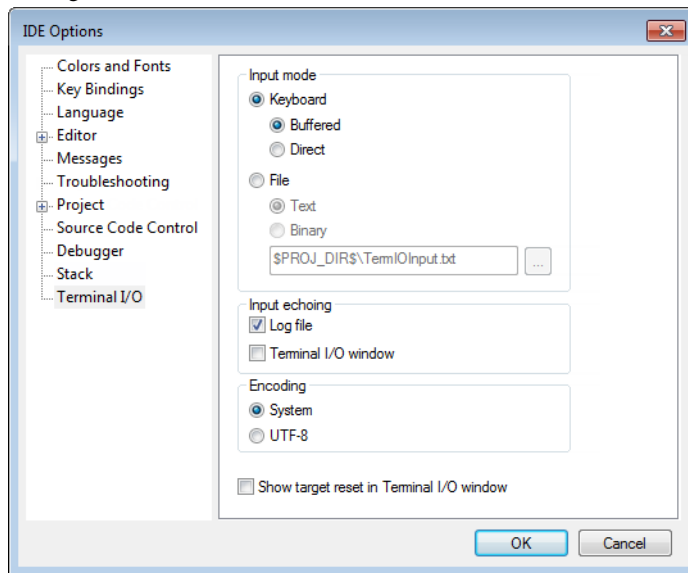 IDE Options
Colors and Fonts
Key Bindings
Language
Editor
Messages
Troubleshooting
Project
Source Code Control
Debugger
Stack
Terminal I/O
Input mode
Keyboard
Buffered
Direct
File
Text
Binary
$PROJ_DIR$\TermIOInput.txt
...
Input echoing
Log file
Terminal I/O window
Encoding
System
UTF-8
Show target reset in Terminal I/O window
OK Cancel